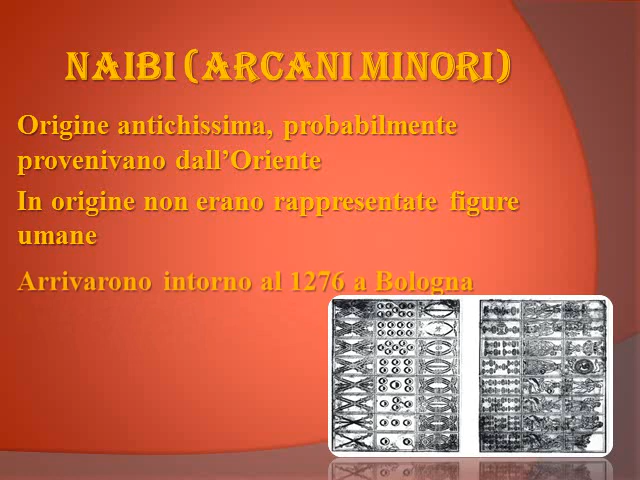 NAIBI (ARCANI MINORI)
Origine antichissima, probabilmente
provenivano dall’Oriente
In origine non erano rappresentate figure
umane
Arrivarono intorno al 1276 a Bologna